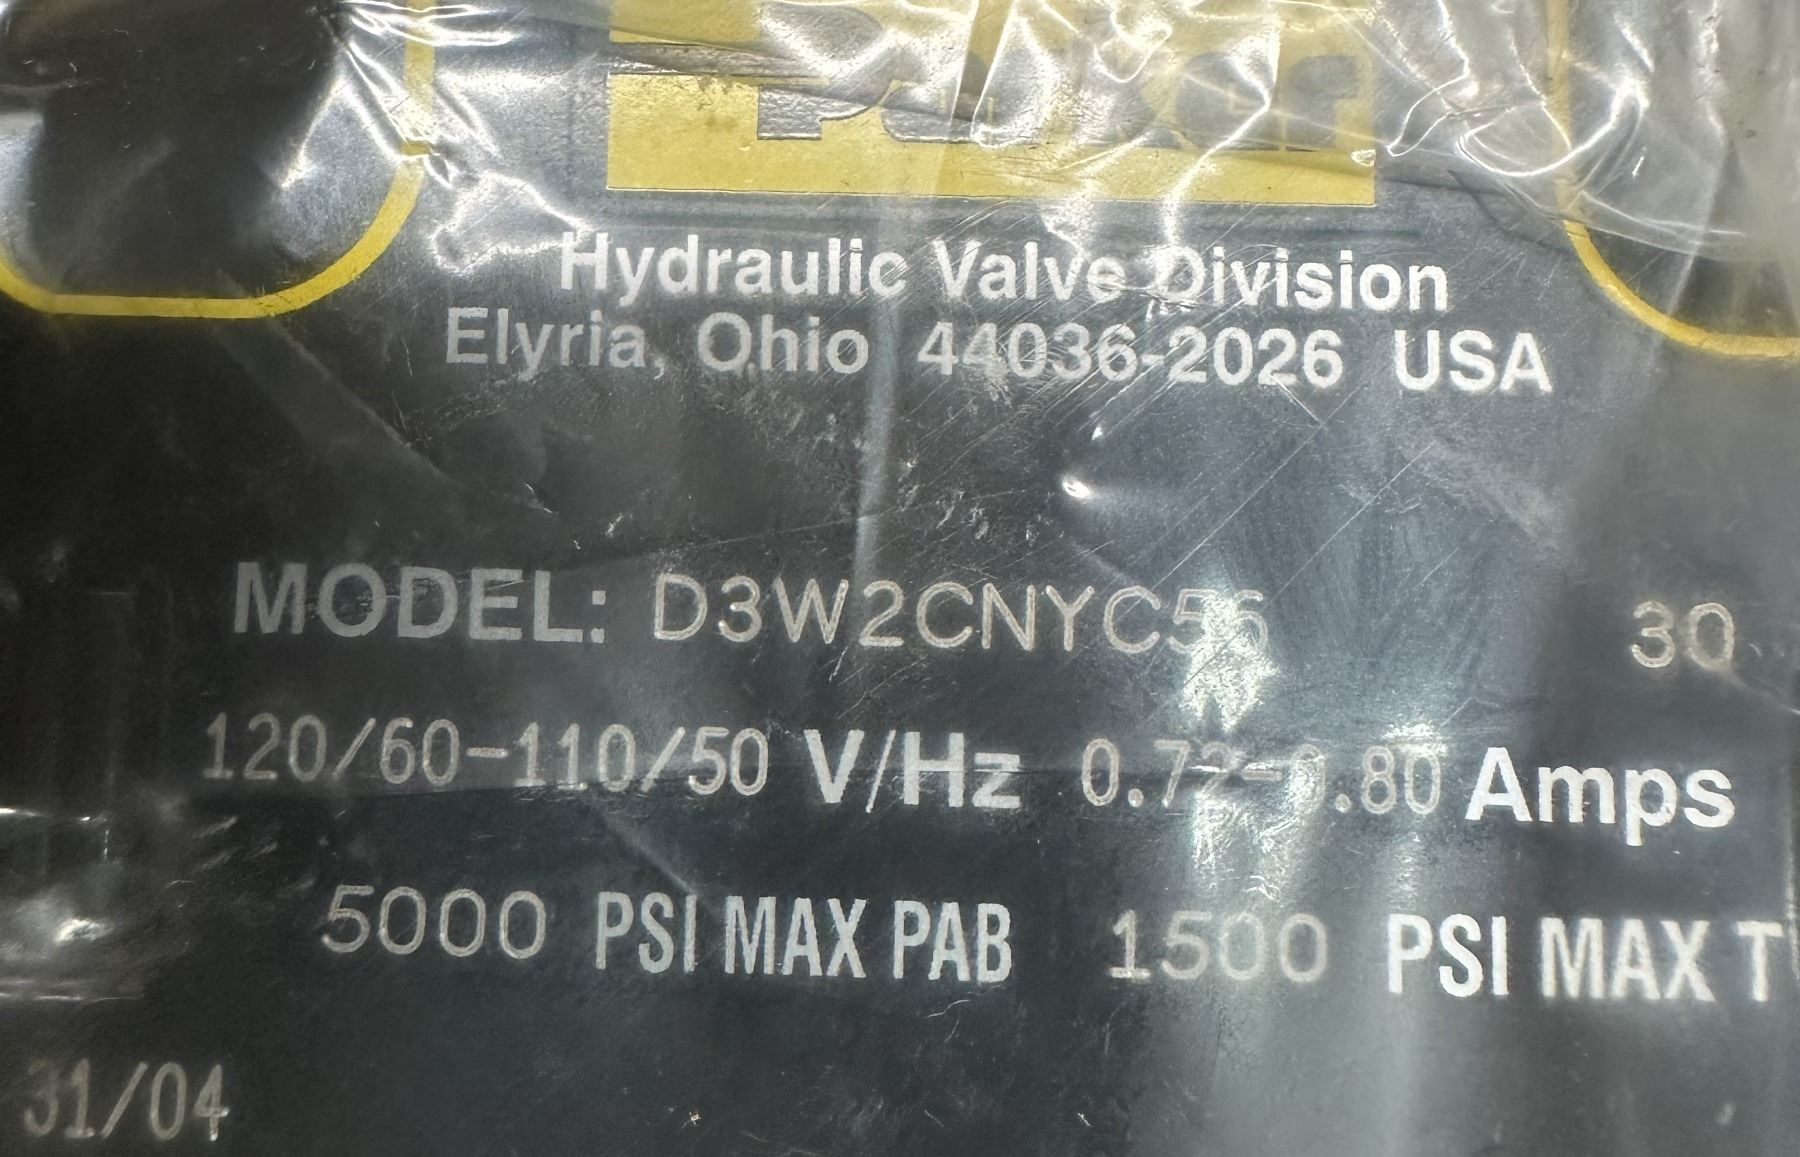 Parker
Hydraulic Valve Division
Elyria, Ohio 44036-2026 USA
MODEL: D3W2CNYC56 30
120/60-110/50 V/Hz 0.72-0.80 Amps
5000 PSI MAX PAB 1500 PSI MAX T
31/04